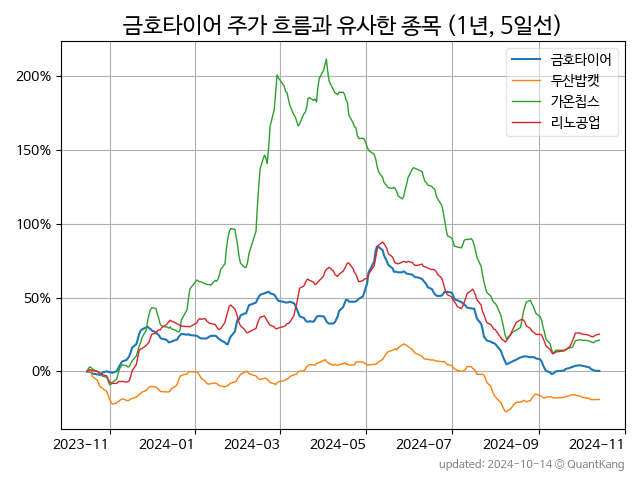 금호타이어 주가 흐름과 유사한 종목 (1년, 5일선)
금호타이어
두산밥캣
가온칩스
리노공업
200%
150%
100%
50%
0%
2023-11 2024-01 2024-03 2024-05 2024-07 2024-09 2024-11
updated: 2024-10-14 © QuantKang